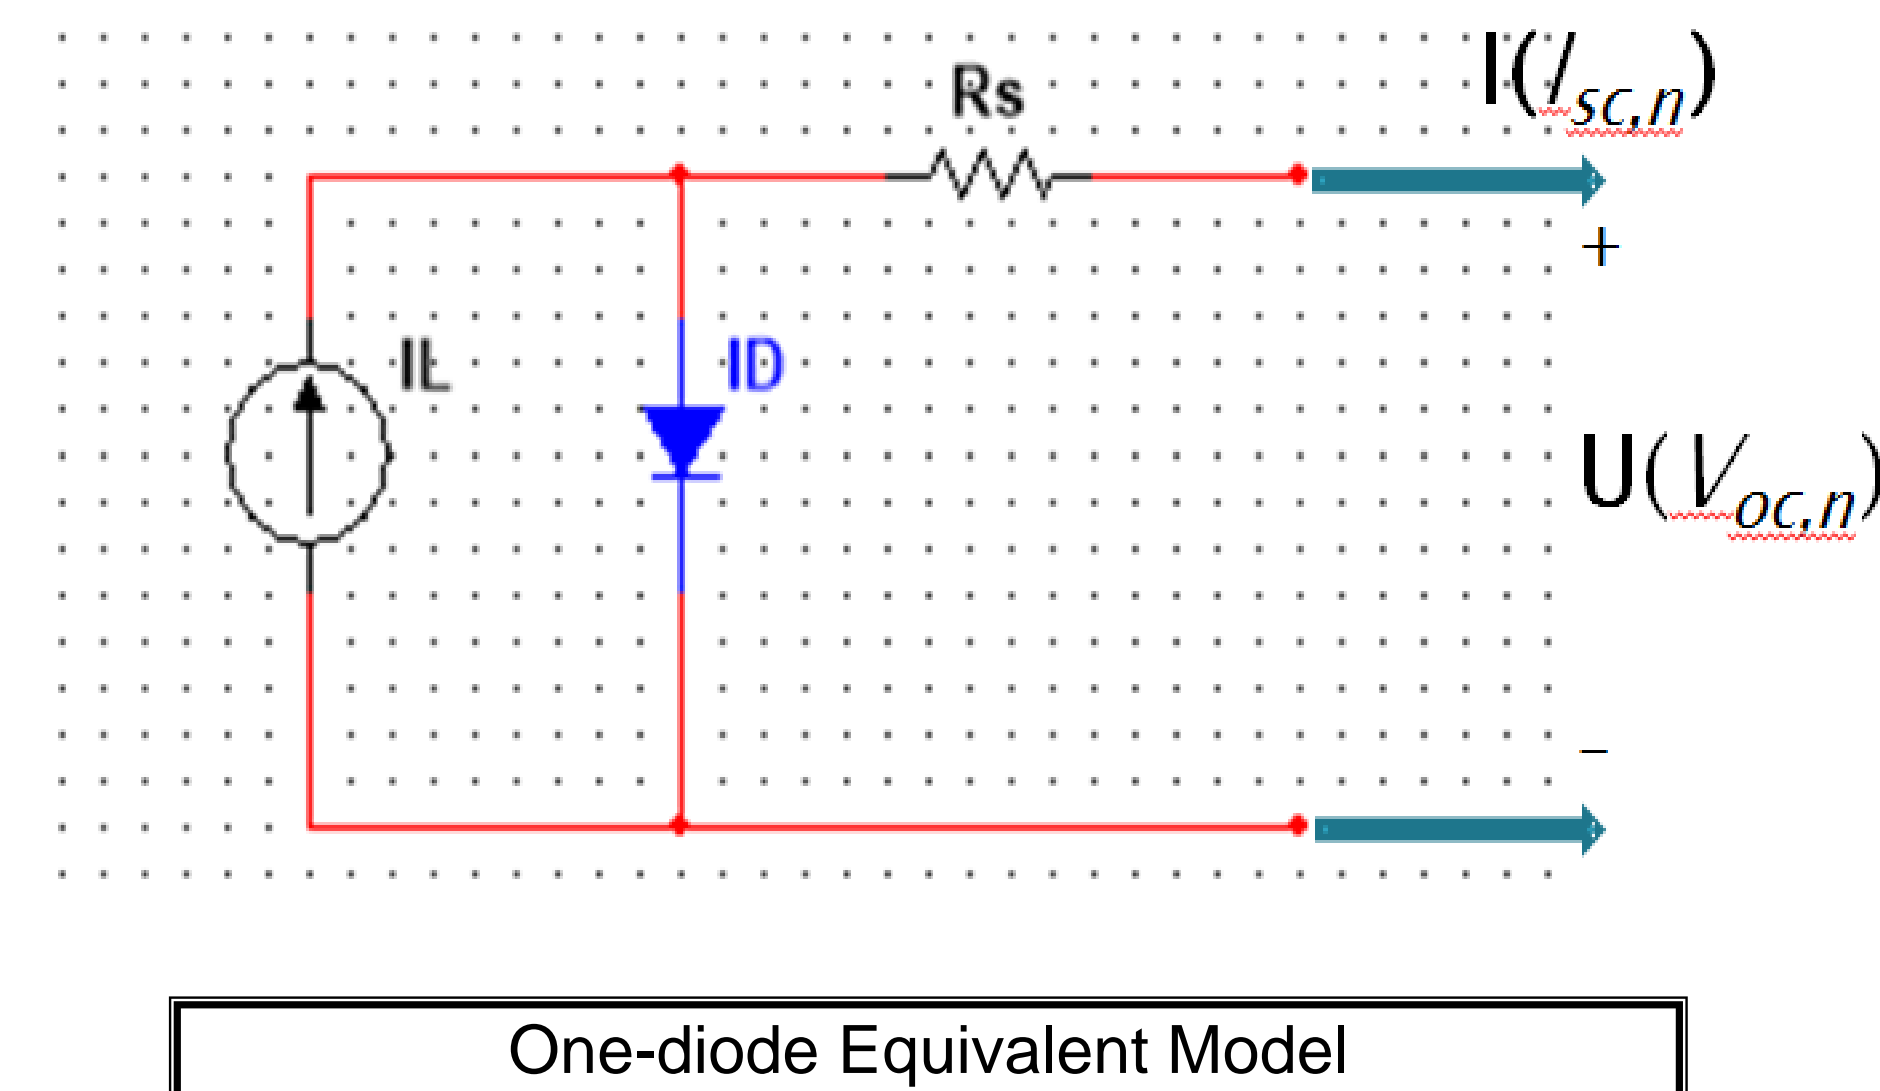 I(Isc,n)
Rs
+
IL
ID
U(Voc,n)
–
One-diode Equivalent Model